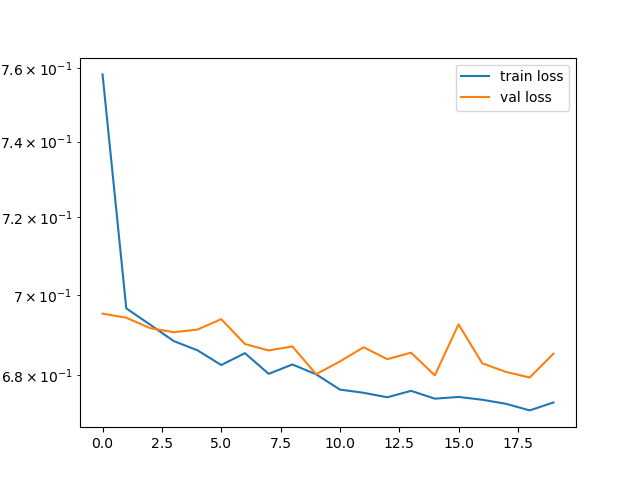 7.6 × 10⁻¹
7.4 × 10⁻¹
7.2 × 10⁻¹
7 × 10⁻¹
6.8 × 10⁻¹
train loss
val loss
0.0 2.5 5.0 7.5 10.0 12.5 15.0 17.5